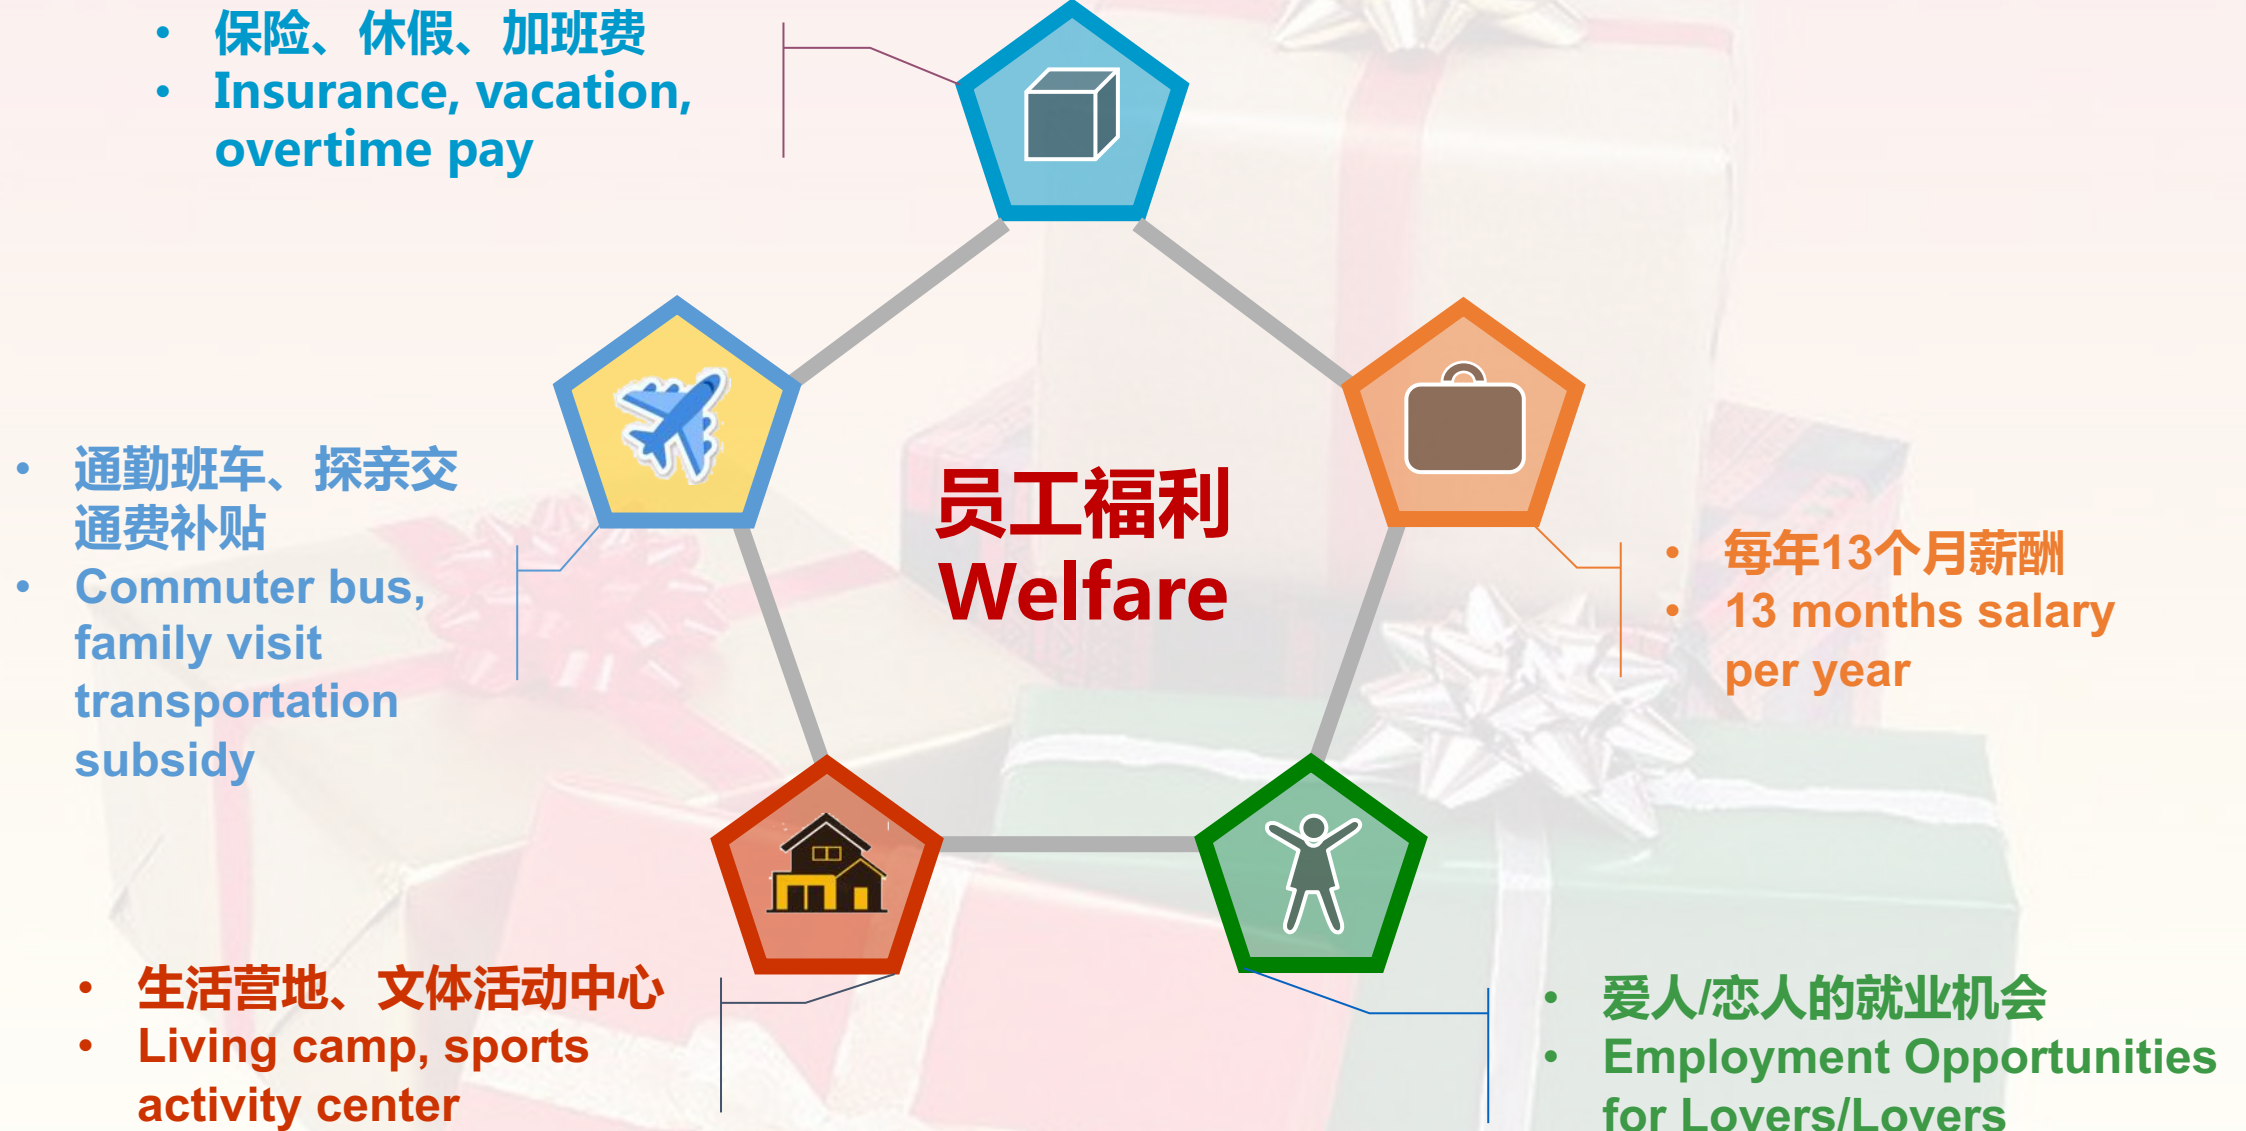 • 保险、休假、加班费
• Insurance, vacation,
overtime pay
• 通勤班车、探亲交
通费补贴
• Commuter bus,
family visit
transportation
subsidy
员工福利
Welfare
• 每年13个月薪酬
• 13 months salary
per year
• 生活营地、文体活动中心
• Living camp, sports
activity center
• 爱人/恋人的就业机会
• Employment Opportunities
for Lovers/Lovers